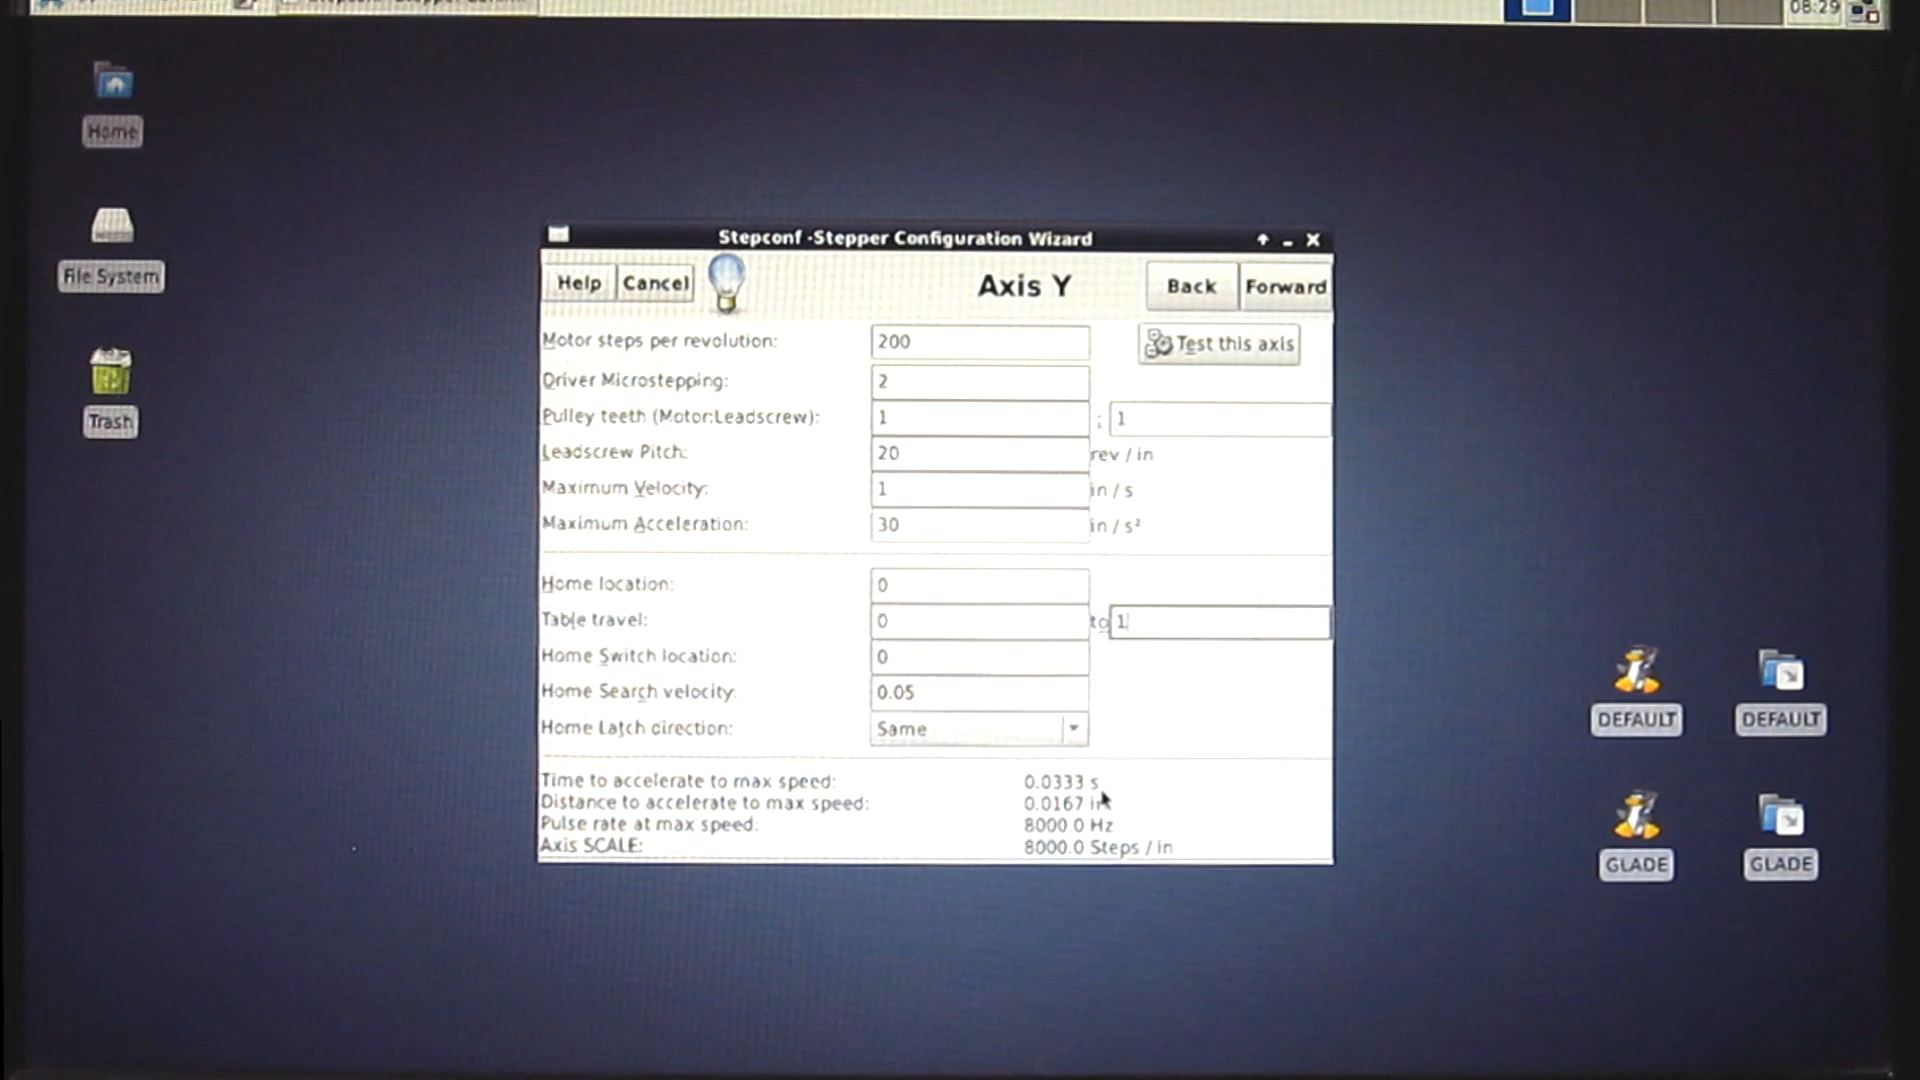 08:29
Home
File System
Trash
Stepconf -Stepper Configuration Wizard
Help Cancel Axis Y Back Forward
Motor steps per revolution: 200 Test this axis
Driver Microstepping: 2
Pulley teeth (Motor:Leadscrew): 1 : 1
Leadscrew Pitch: 20 rev / in
Maximum Velocity: 1 in / s
Maximum Acceleration: 30 in / s²
Home location: 0
Table travel: 0 to 1
Home Switch location: 0
Home Search velocity: 0.05
Home Latch direction: Same
Time to accelerate to max speed: 0.0333 s
Distance to accelerate to max speed: 0.0167 in
Pulse rate at max speed: 8000.0 Hz
Axis SCALE: 8000.0 Steps / in
DEFAULT DEFAULT
GLADE GLADE